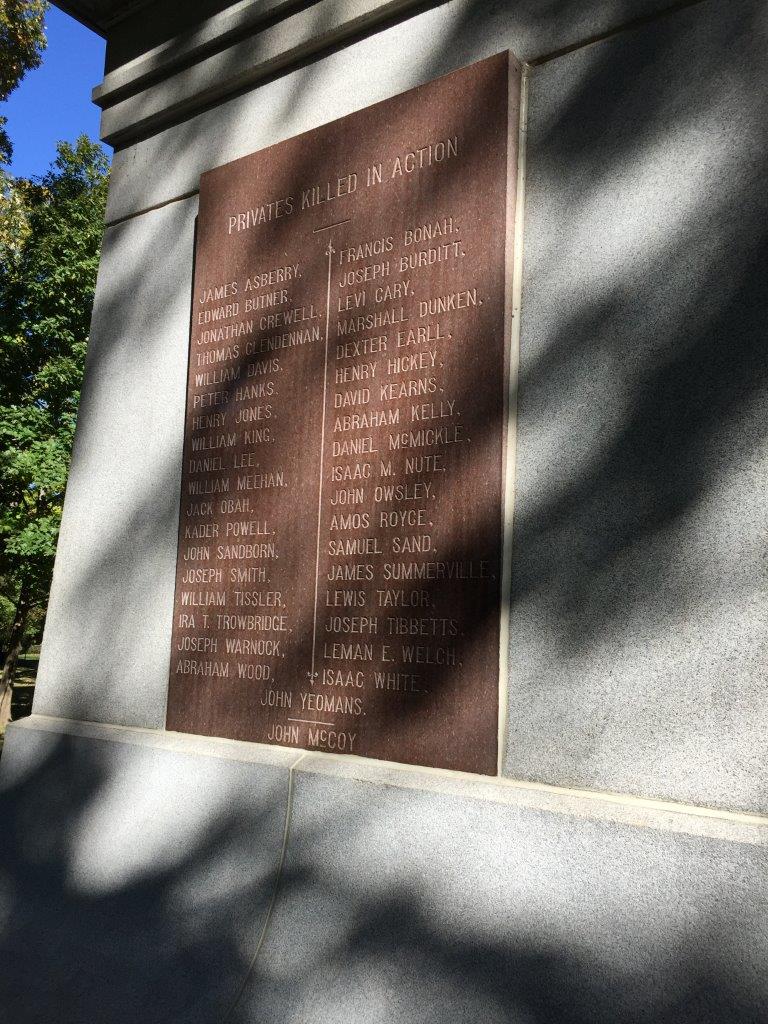 PRIVATES KILLED IN ACTION
JAMES ASBERRY,
EDWARD BUTNER,
JONATHAN CREWELL,
THOMAS CLENDENNAN,
WILLIAM DAVIS,
PETER HANKS,
HENRY JONES,
WILLIAM KING,
DANIEL LEE,
WILLIAM MEEHAN,
JACK OBAH,
KADER POWELL,
JOHN SANDBORN,
JOSEPH SMITH,
WILLIAM TISSLER,
IRA T. TROWBRIDGE,
JOSEPH WARNOCK,
ABRAHAM WOOD,
FRANCIS BONAH,
JOSEPH BURDITT,
LEVI CARY,
MARSHALL DUNKEN,
DEXTER EARLL,
HENRY HICKEY,
DAVID KEARNS,
ABRAHAM KELLY,
DANIEL McMICKLE,
ISAAC M. NUTE,
JOHN OWSLEY,
AMOS ROYCE,
SAMUEL SAND,
JAMES SUMMERVILLE,
LEWIS TAYLOR,
JOSEPH TIBBETTS,
LEMAN E. WELCH,
ISAAC WHITE,
JOHN YEOMANS.
JOHN McCOY